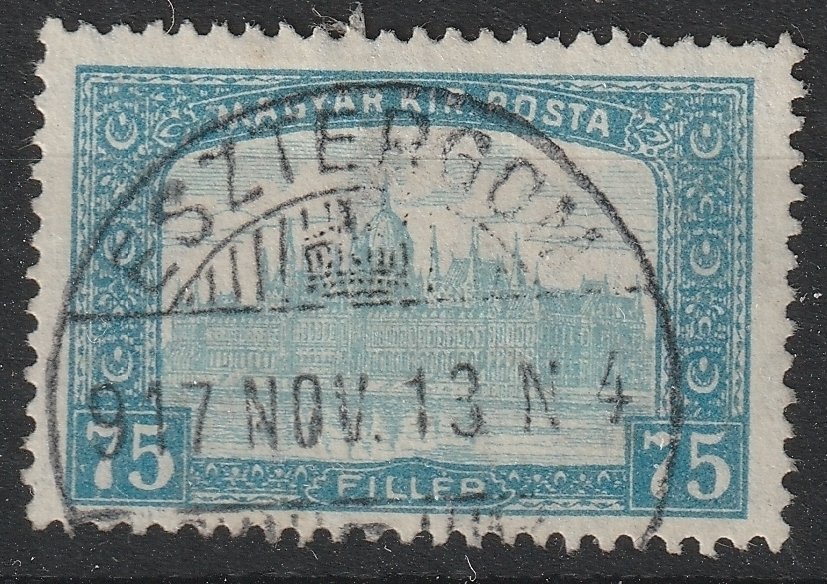 MAGYAR KIR. POSTA
ESZTERGOM
917 NOV. 13 N 4
75 FILLÉR 75